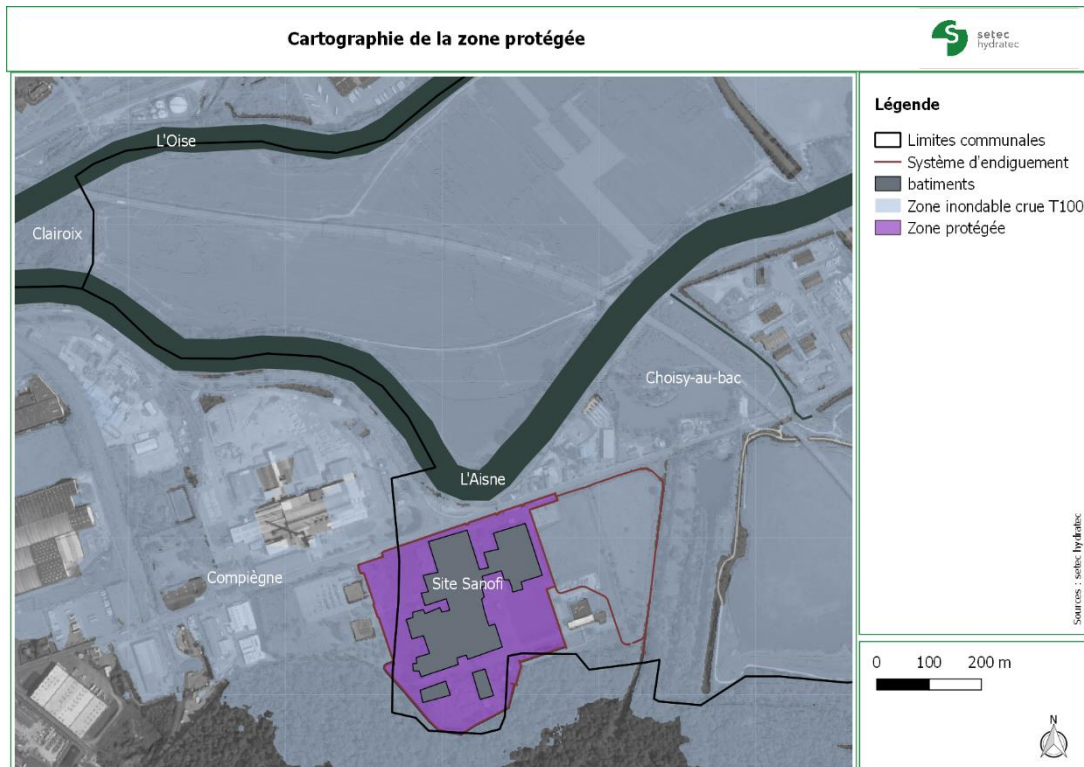 Cartographie de la zone protégée
setec
hydratec
L'Oise
Clairoix
Choisy-au-bac
L'Aisne
Compiègne
Site Sanofi
Légende
Limites communales
Système d'endiguement
batiments
Zone inondable crue T100
Zone protégée
Sources : setec hydratec
0 100 200 m
N